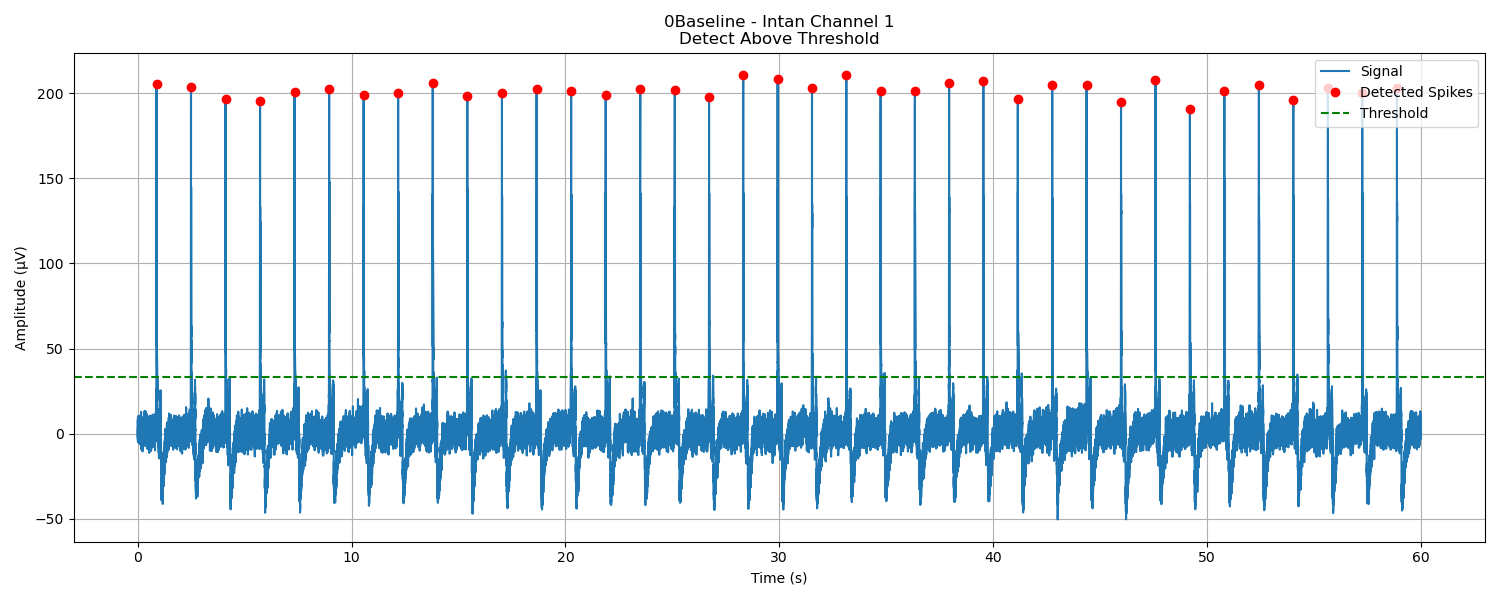 0Baseline - Intan Channel 1
Detect Above Threshold
Signal
Detected Spikes
Threshold
Amplitude (µV)
200
150
100
50
0
−50
0
10
20
30
40
50
60
Time (s)